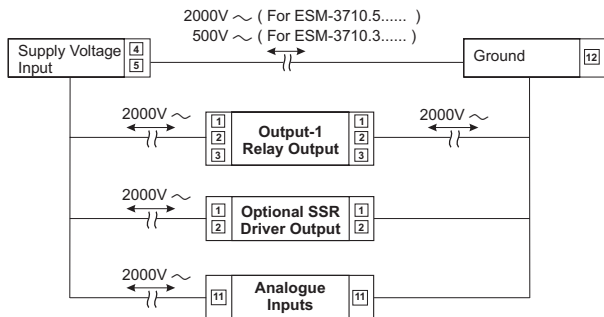 2000V ～ ( For ESM-3710.5...... )
500V ～ ( For ESM-3710.3...... )
Supply Voltage
Input
4
5
Ground
12
2000V ～
1
2
3
Output-1
Relay Output
1
2
3
2000V ～
2000V ～
1
2
Optional SSR
Driver Output
1
2
2000V ～
11
Analogue
Inputs
11